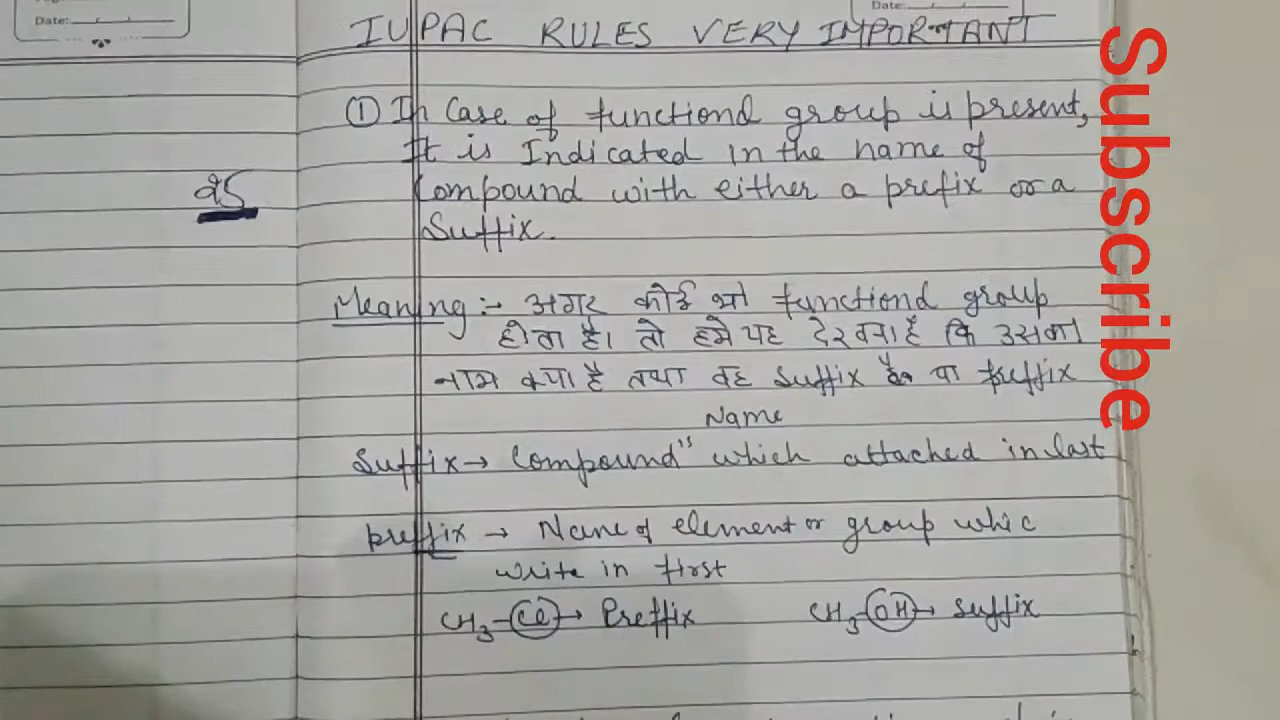 Date:
Date:
IUPAC RULES VERY IMPORTANT
① In Case of functional group is present,
It is Indicated in the name of
Compound with either a prefix or a
Suffix.
25
Meaning :- अगर कोई भी functional group
होता है। तो हमे यह देखना है कि उसका
नाम क्या है तथा वह Suffix है या Preffix
Name
Suffix → Compound"s which attached in last
preffix → Name of element or group whic
write in first
CH3-Cl → Preffix CH3-OH → Suffix
Subscribe